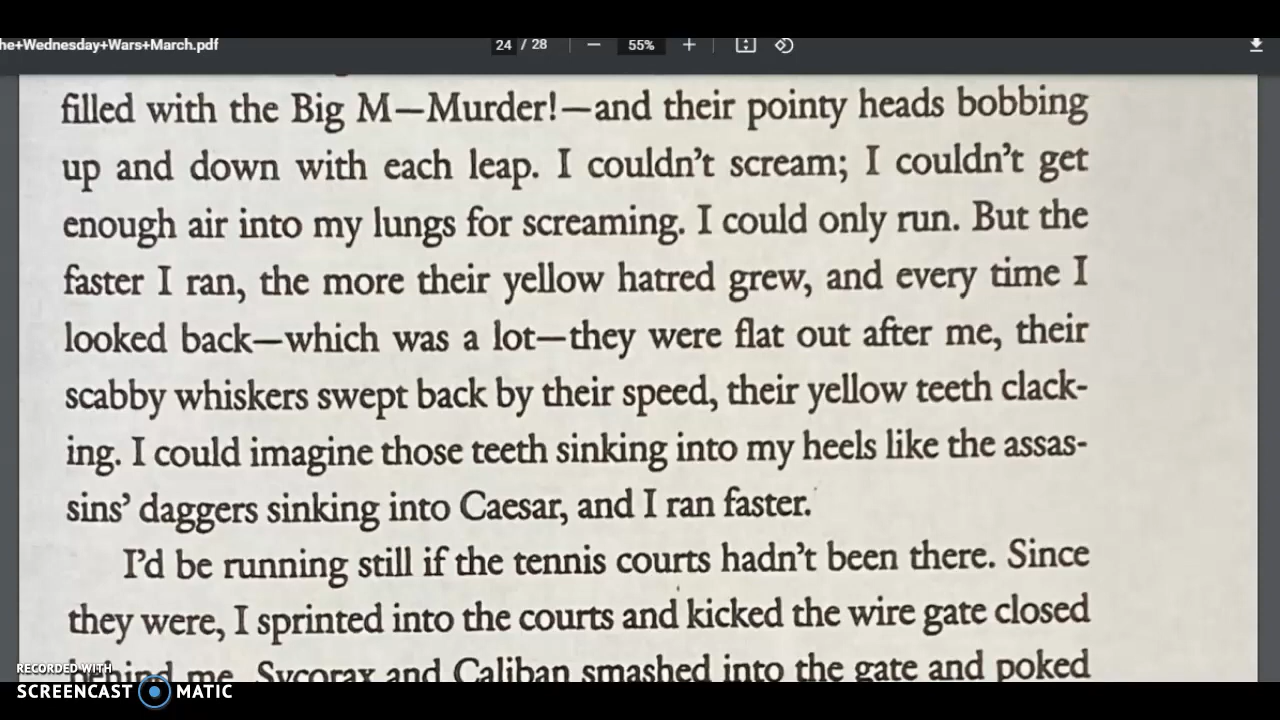 he+Wednesday+Wars+March.pdf
24 / 28
55%
filled with the Big M—Murder!—and their pointy heads bobbing
up and down with each leap. I couldn't scream; I couldn't get
enough air into my lungs for screaming. I could only run. But the
faster I ran, the more their yellow hatred grew, and every time I
looked back—which was a lot—they were flat out after me, their
scabby whiskers swept back by their speed, their yellow teeth clack-
ing. I could imagine those teeth sinking into my heels like the assas-
sins' daggers sinking into Caesar, and I ran faster.
I'd be running still if the tennis courts hadn't been there. Since
they were, I sprinted into the courts and kicked the wire gate closed
behind me. Sycorax and Caliban smashed into the gate and poked
RECORDED WITH
SCREENCAST MATIC